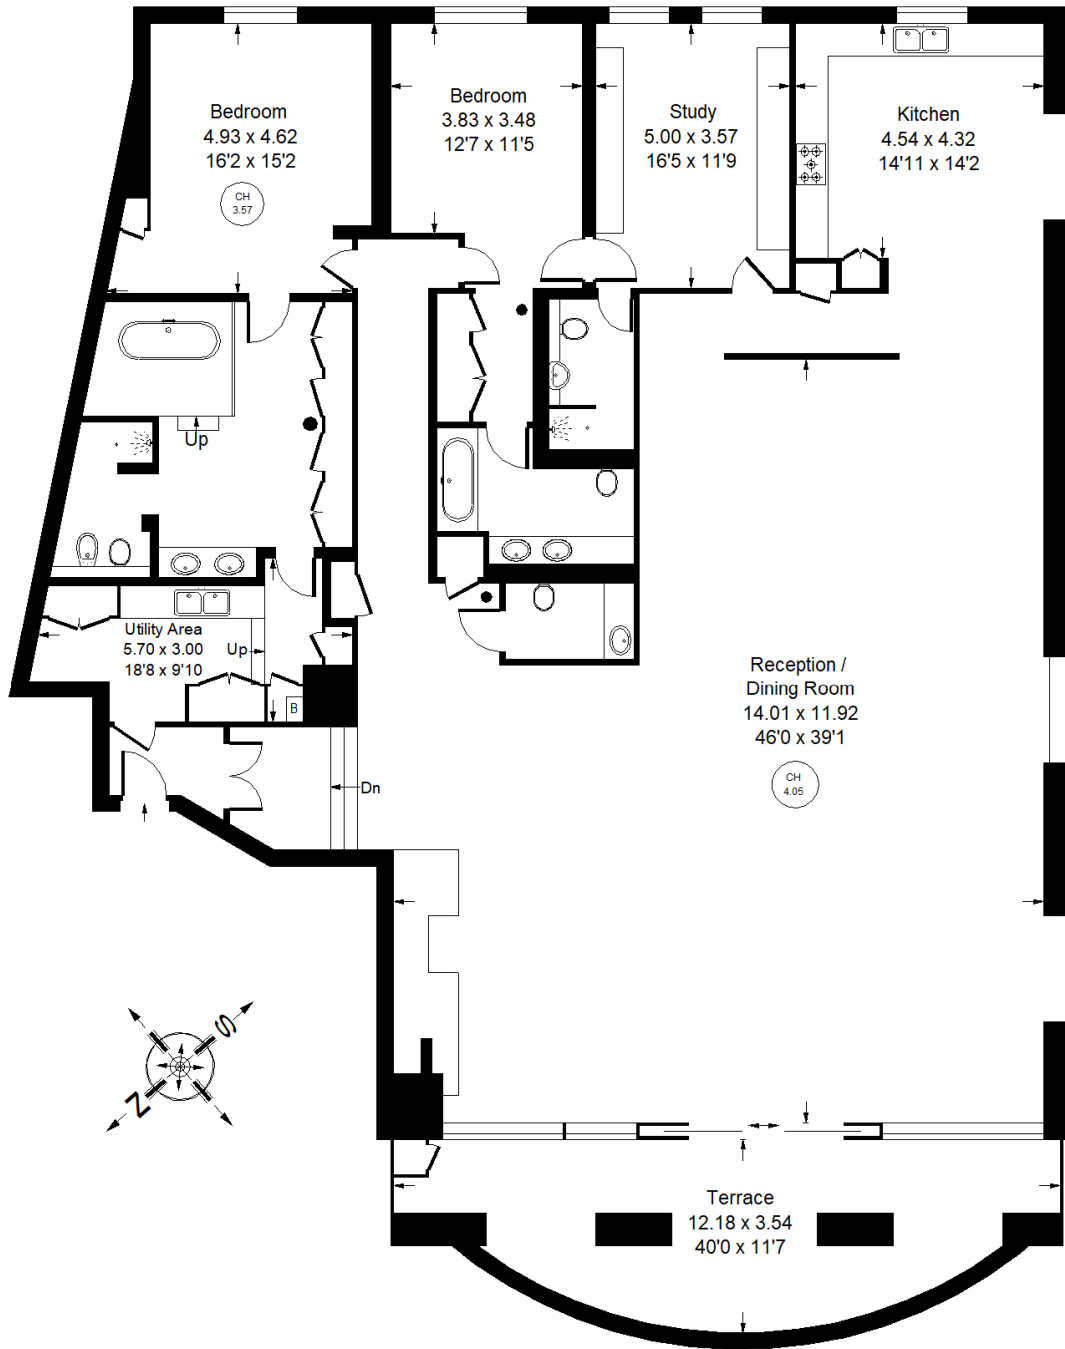 Bedroom
4.93 x 4.62
16'2 x 15'2
CH
3.57
Bedroom
3.83 x 3.48
12'7 x 11'5
Study
5.00 x 3.57
16'5 x 11'9
Kitchen
4.54 x 4.32
14'11 x 14'2
Up
Utility Area
5.70 x 3.00
18'8 x 9'10
Up
B
Dn
Reception /
Dining Room
14.01 x 11.92
46'0 x 39'1
CH
4.05
S
N
Terrace
12.18 x 3.54
40'0 x 11'7